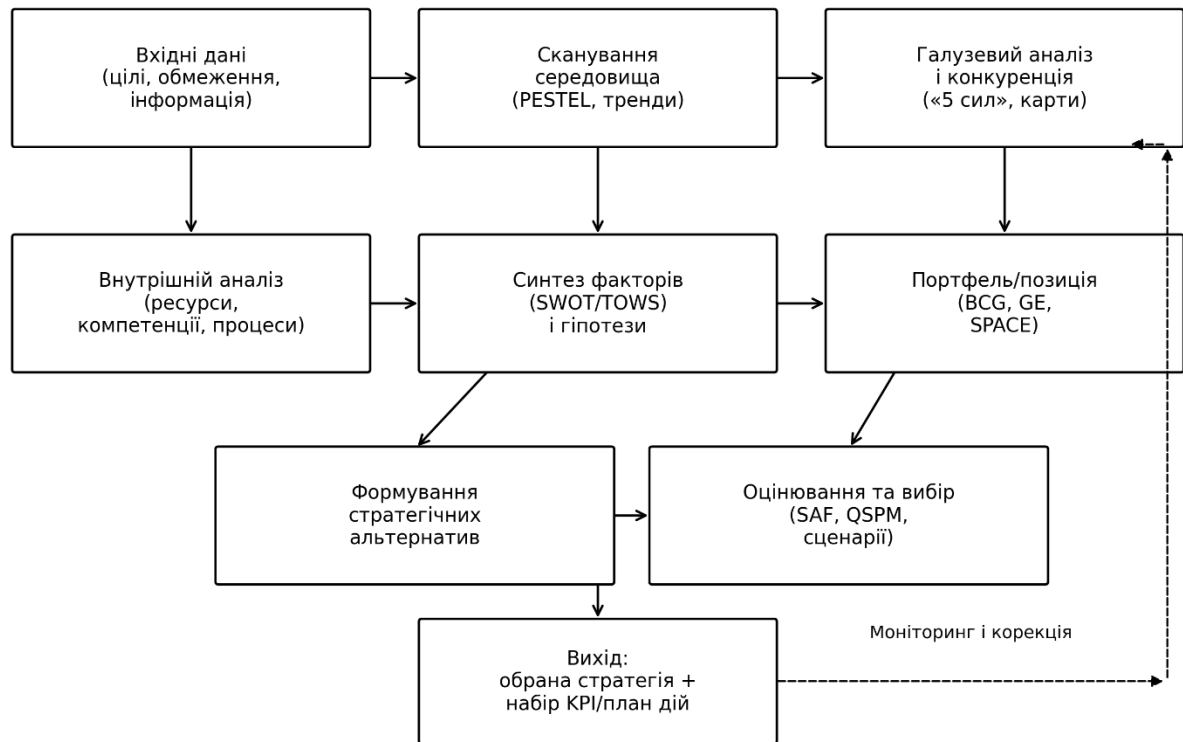 Вхідні дані
(цілі, обмеження,
інформація)
Сканування
середовища
(PESTEL, тренди)
Галузевий аналіз
і конкуренція
(«5 сил», карти)
Внутрішній аналіз
(ресурси,
компетенції, процеси)
Синтез факторів
(SWOT/TOWS)
і гіпотези
Портфель/позиція
(BCG, GE,
SPACE)
Формування
стратегічних
альтернатив
Оцінювання та вибір
(SAF, QSPM,
сценарії)
Моніторинг і корекція
Вихід:
обрана стратегія +
набір KPI/план дій